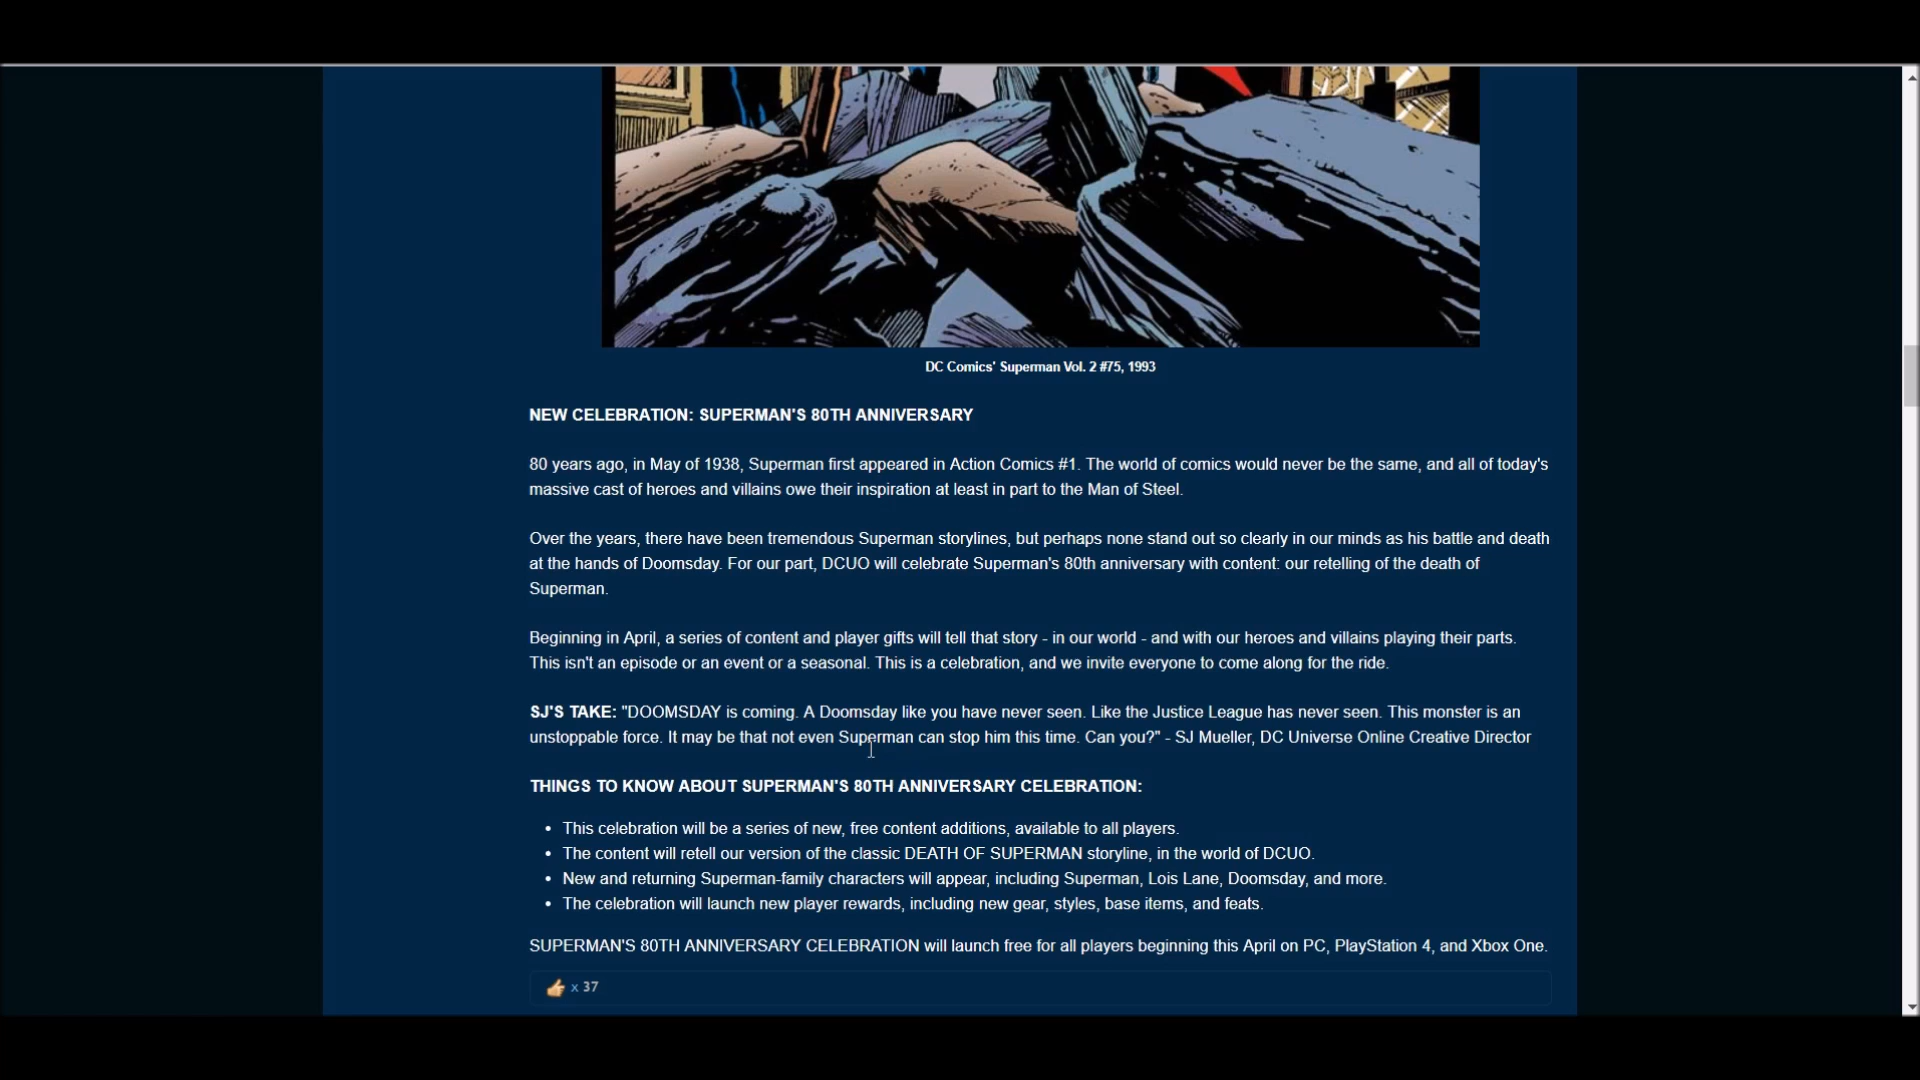 DC Comics' Superman Vol. 2 #75, 1993
NEW CELEBRATION: SUPERMAN'S 80TH ANNIVERSARY
80 years ago, in May of 1938, Superman first appeared in Action Comics #1. The world of comics would never be the same, and all of today's
massive cast of heroes and villains owe their inspiration at least in part to the Man of Steel.
Over the years, there have been tremendous Superman storylines, but perhaps none stand out so clearly in our minds as his battle and death
at the hands of Doomsday. For our part, DCUO will celebrate Superman's 80th anniversary with content: our retelling of the death of
Superman.
Beginning in April, a series of content and player gifts will tell that story - in our world - and with our heroes and villains playing their parts.
This isn't an episode or an event or a seasonal. This is a celebration, and we invite everyone to come along for the ride.
SJ'S TAKE: "DOOMSDAY is coming. A Doomsday like you have never seen. Like the Justice League has never seen. This monster is an
unstoppable force. It may be that not even Superman can stop him this time. Can you?" - SJ Mueller, DC Universe Online Creative Director
THINGS TO KNOW ABOUT SUPERMAN'S 80TH ANNIVERSARY CELEBRATION:
• This celebration will be a series of new, free content additions, available to all players.
• The content will retell our version of the classic DEATH OF SUPERMAN storyline, in the world of DCUO.
• New and returning Superman-family characters will appear, including Superman, Lois Lane, Doomsday, and more.
• The celebration will launch new player rewards, including new gear, styles, base items, and feats.
SUPERMAN'S 80TH ANNIVERSARY CELEBRATION will launch free for all players beginning this April on PC, PlayStation 4, and Xbox One.
x 37